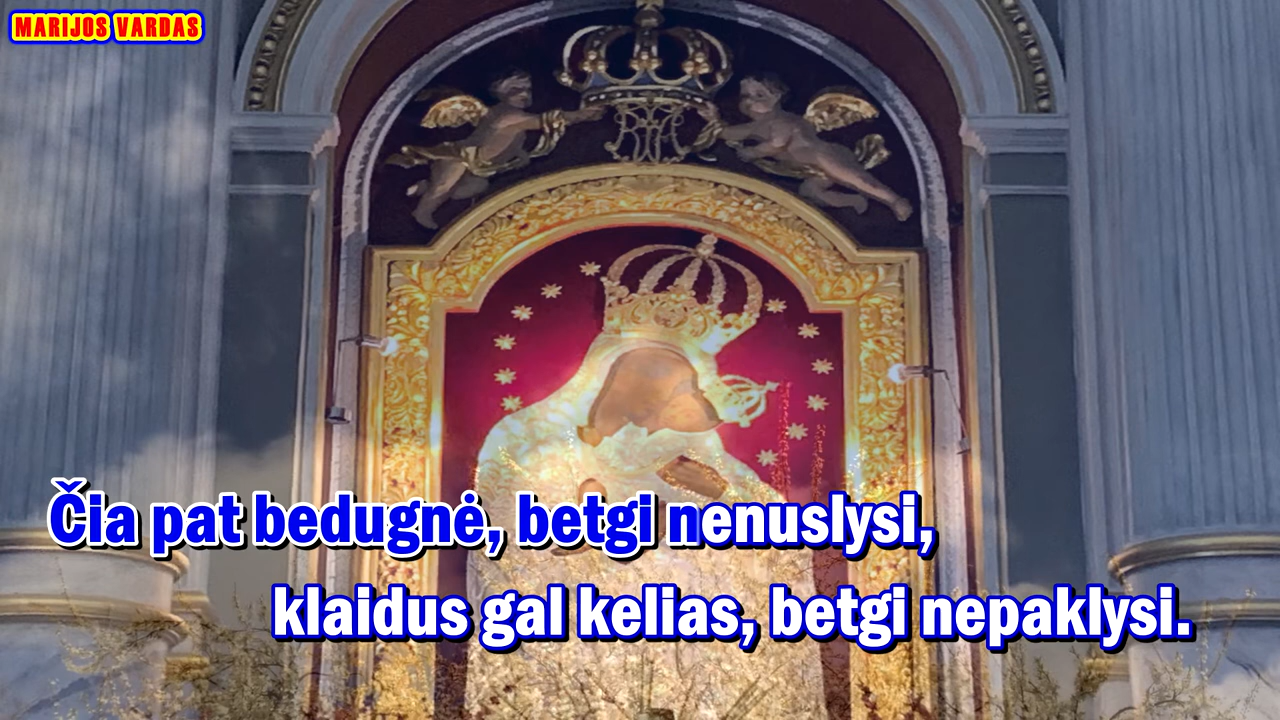 MARIJOS VARDAS
Čia pat bedugnė, betgi nenuslysi,
klaidus gal kelias, betgi nepaklysi.